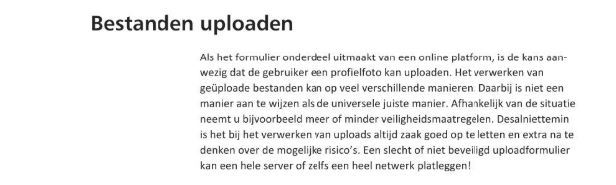 Bestanden uploaden
Als het formulier onderdeel uitmaakt van een online platform, is de kans aan-
wezig dat de gebruiker een profielfoto kan uploaden. Het verwerken van
geüploade bestanden kan op veel verschillende manieren. Daarbij is niet een
manier aan te wijzen als de universele juiste manier. Afhankelijk van de situatie
neemt u bijvoorbeeld meer of minder veiligheidsmaatregelen. Desalniettemin
is het bij het verwerken van uploads altijd zaak goed op te letten en extra na te
denken over de mogelijke risico's. Een slecht of niet beveiligd uploadformulier
kan een hele server of zelfs een heel netwerk platleggen!